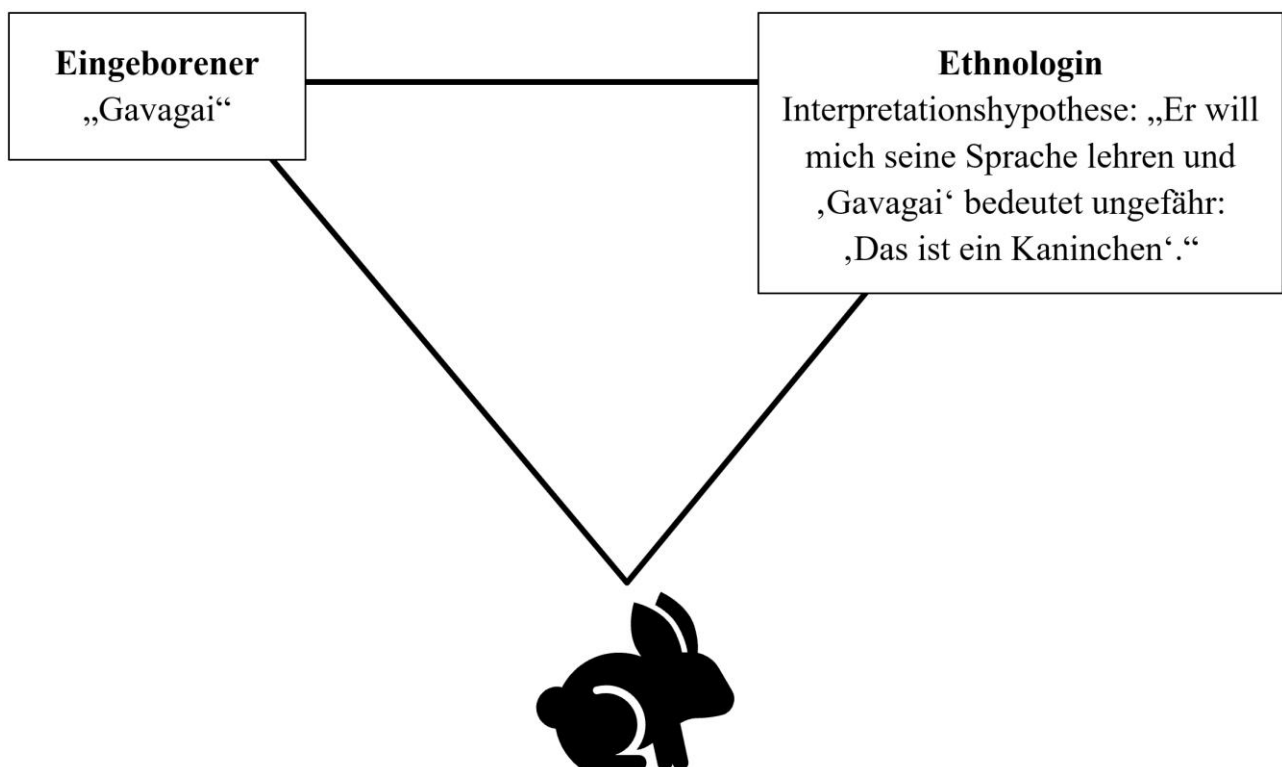 Eingeborener
„Gavagai“
Ethnologin
Interpretationshypothese: „Er will
mich seine Sprache lehren und
‚Gavagai‘ bedeutet ungefähr:
‚Das ist ein Kaninchen‘.“